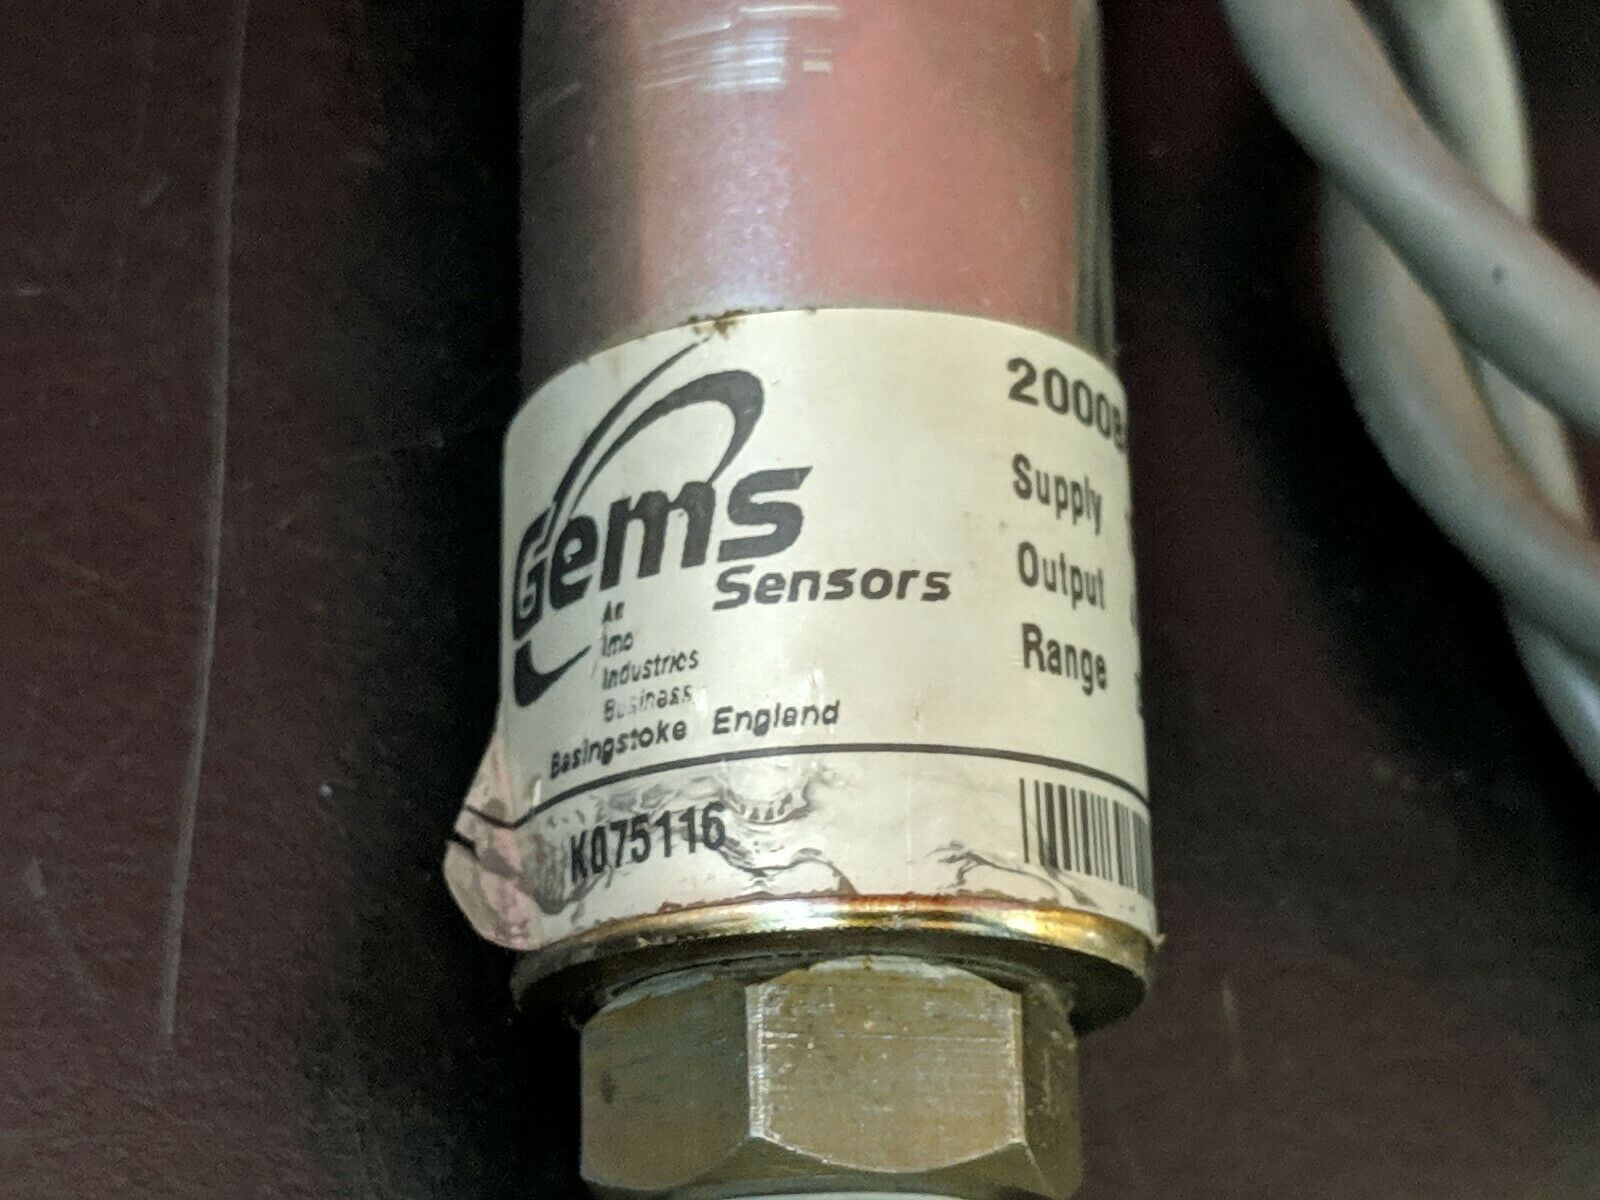 Gems
Sensors
An
Imo
Industries
Business
Basingstoke England
K075116
Supply
Output
Range